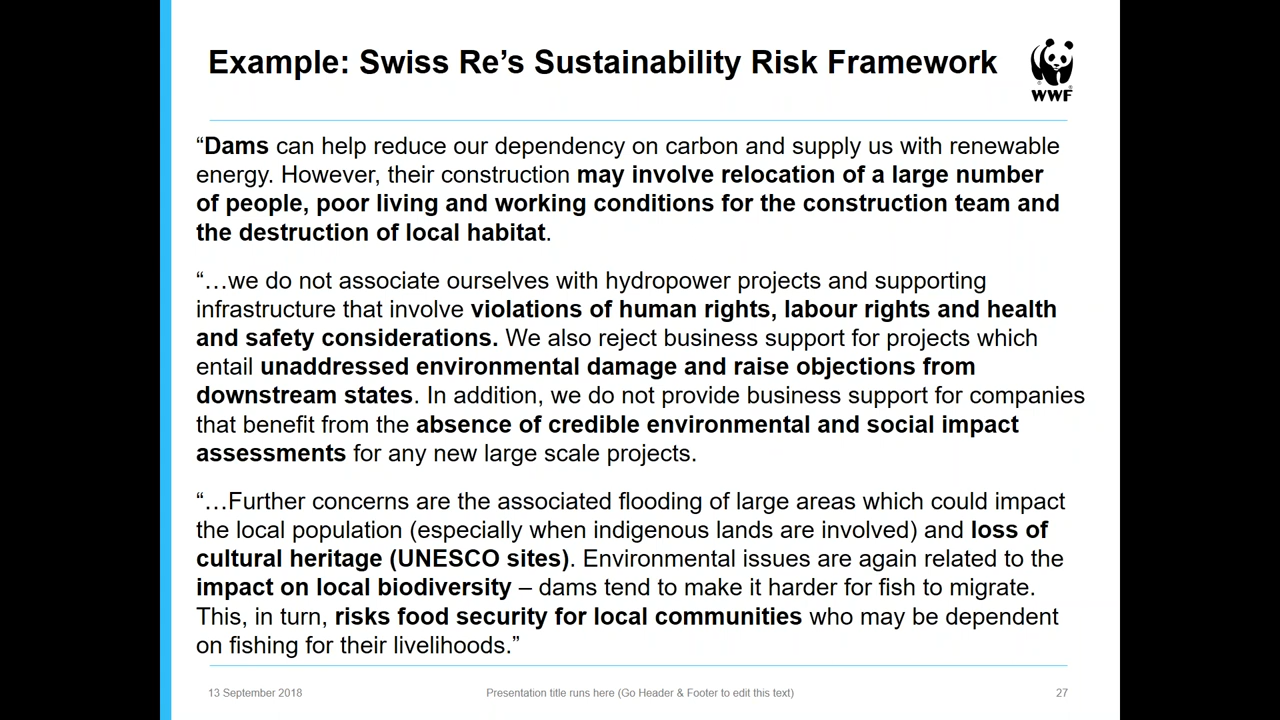 Example: Swiss Re’s Sustainability Risk Framework
WWF
“Dams can help reduce our dependency on carbon and supply us with renewable
energy. However, their construction may involve relocation of a large number
of people, poor living and working conditions for the construction team and
the destruction of local habitat.
“…we do not associate ourselves with hydropower projects and supporting
infrastructure that involve violations of human rights, labour rights and health
and safety considerations. We also reject business support for projects which
entail unaddressed environmental damage and raise objections from
downstream states. In addition, we do not provide business support for companies
that benefit from the absence of credible environmental and social impact
assessments for any new large scale projects.
“…Further concerns are the associated flooding of large areas which could impact
the local population (especially when indigenous lands are involved) and loss of
cultural heritage (UNESCO sites). Environmental issues are again related to the
impact on local biodiversity – dams tend to make it harder for fish to migrate.
This, in turn, risks food security for local communities who may be dependent
on fishing for their livelihoods.”
13 September 2018
Presentation title runs here (Go Header & Footer to edit this text)
27